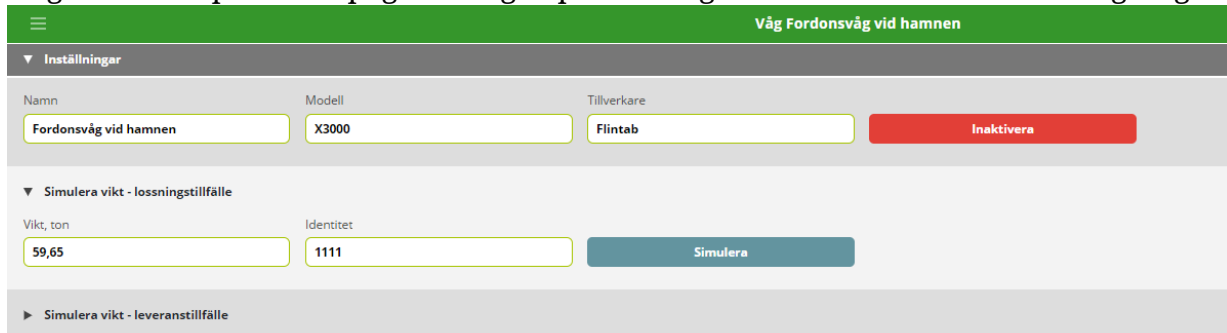 Våg Fordonsvåg vid hamnen
Inställningar
Namn Modell Tillverkare
Fordonsvåg vid hamnen X3000 Flintab Inaktivera
Simulera vikt - lossningstillfälle
Vikt, ton Identitet
59,65 1111 Simulera
Simulera vikt - leveranstillfälle